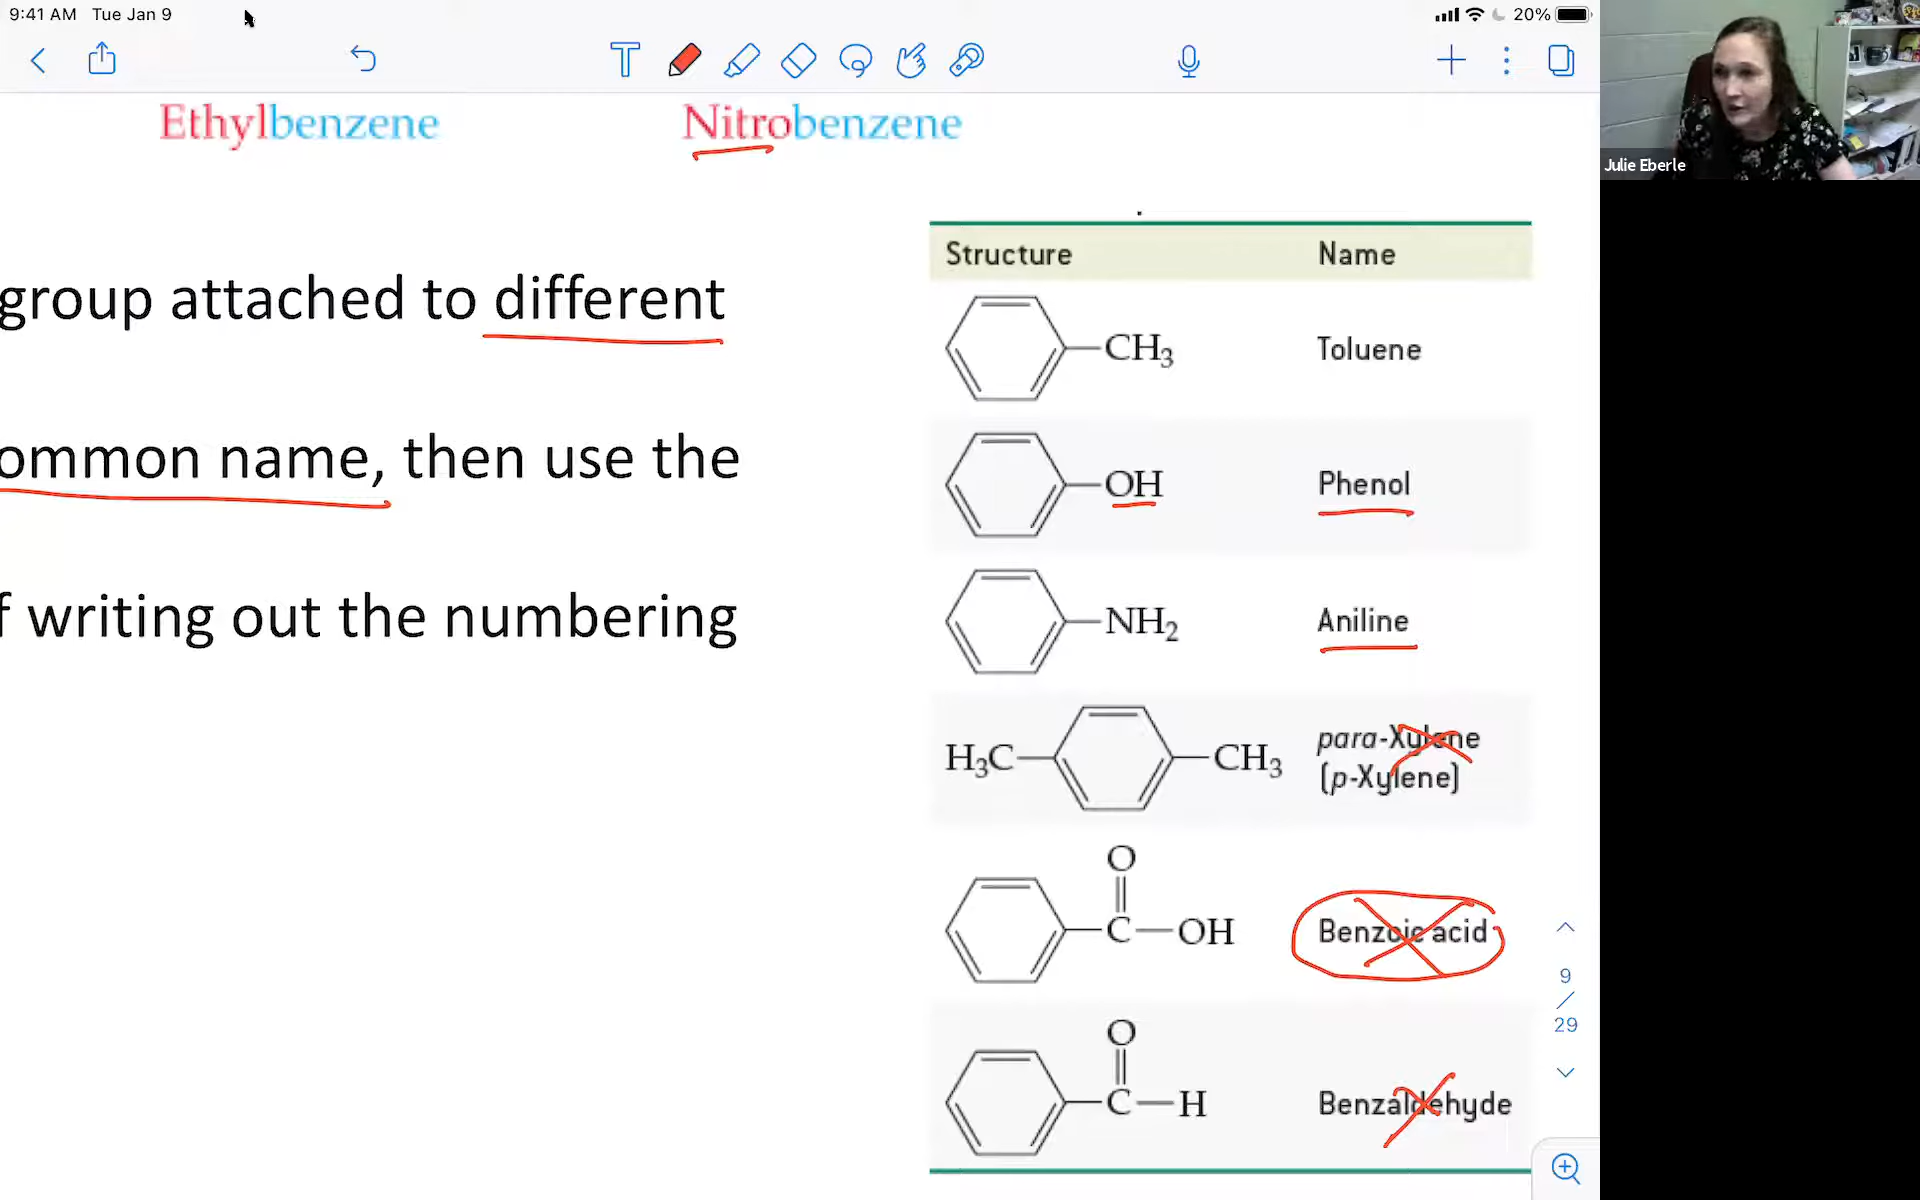 9:41 AM Tue Jan 9
20%
Ethylbenzene Nitrobenzene
Julie Eberle
group attached to different
ommon name, then use the
f writing out the numbering
Structure Name
CH3 Toluene
OH Phenol
NH2 Aniline
H3C CH3 para-Xylene
(p-Xylene)
O
C—OH Benzoic acid
O
C—H Benzaldehyde
9
/
29